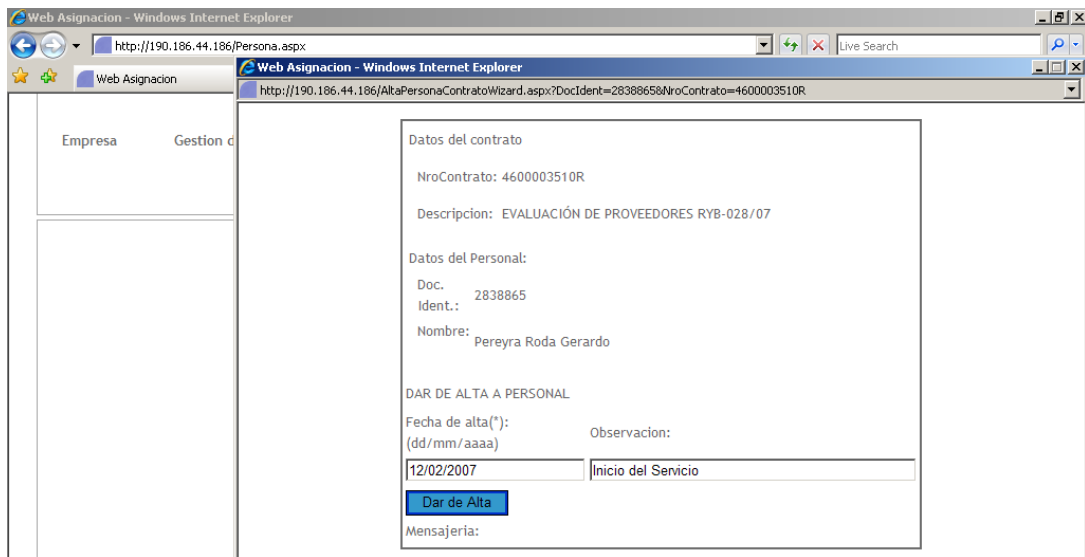 Web Asignacion - Windows Internet Explorer
http://190.186.44.186/Persona.aspx
Live Search
Web Asignacion
Web Asignacion - Windows Internet Explorer
http://190.186.44.186/AltaPersonaContratoWizard.aspx?DocIdent=2838865&NroContrato=4600003510R
Empresa
Gestion d
Datos del contrato
NroContrato: 4600003510R
Descripcion: EVALUACIÓN DE PROVEEDORES RYB-028/07
Datos del Personal:
Doc.
Ident.:
2838865
Nombre:
Pereyra Roda Gerardo
DAR DE ALTA A PERSONAL
Fecha de alta(*):
(dd/mm/aaaa)
Observacion:
12/02/2007
Inicio del Servicio
Dar de Alta
Mensajeria: